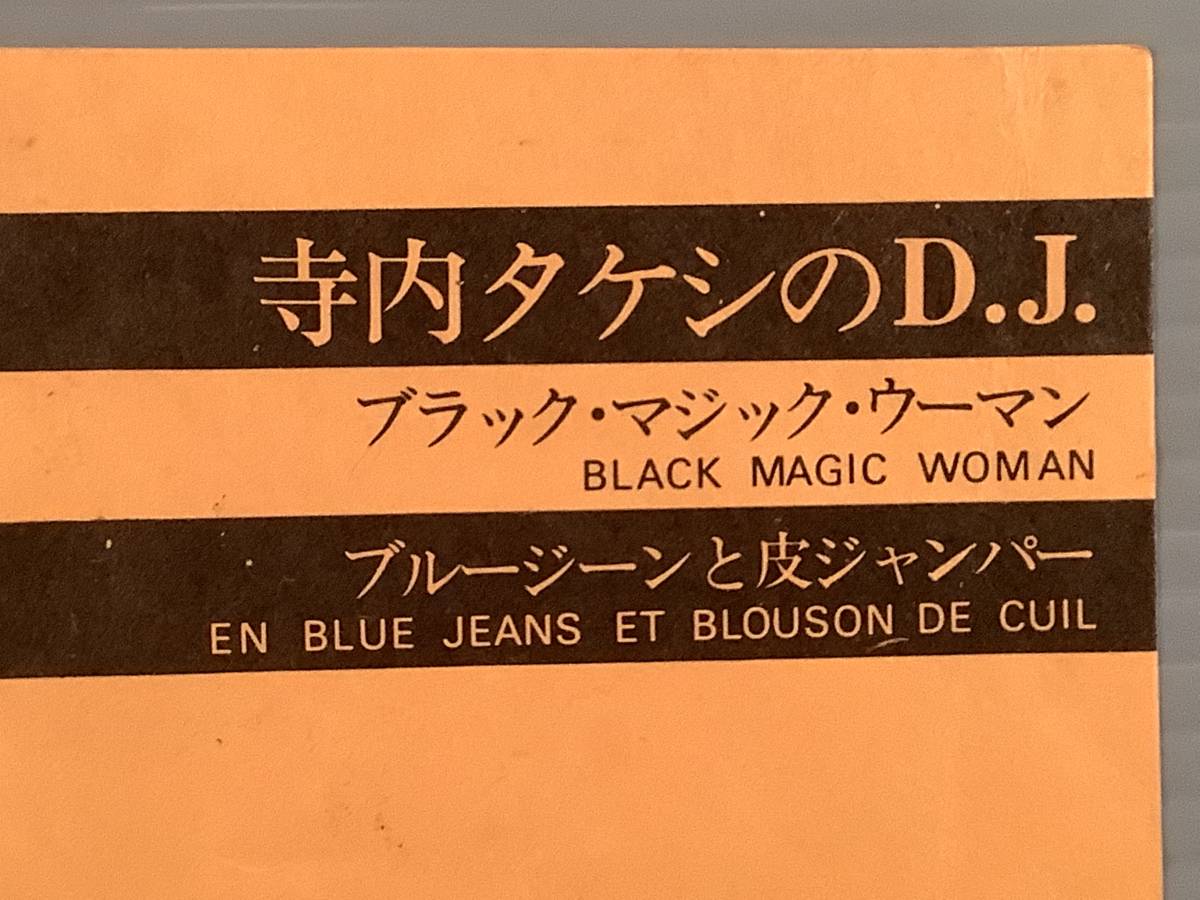 寺内タケシのD.J.
ブラック・マジック・ウーマン
BLACK MAGIC WOMAN
ブルージーンと皮ジャンパー
EN BLUE JEANS ET BLOUSON DE CUIL